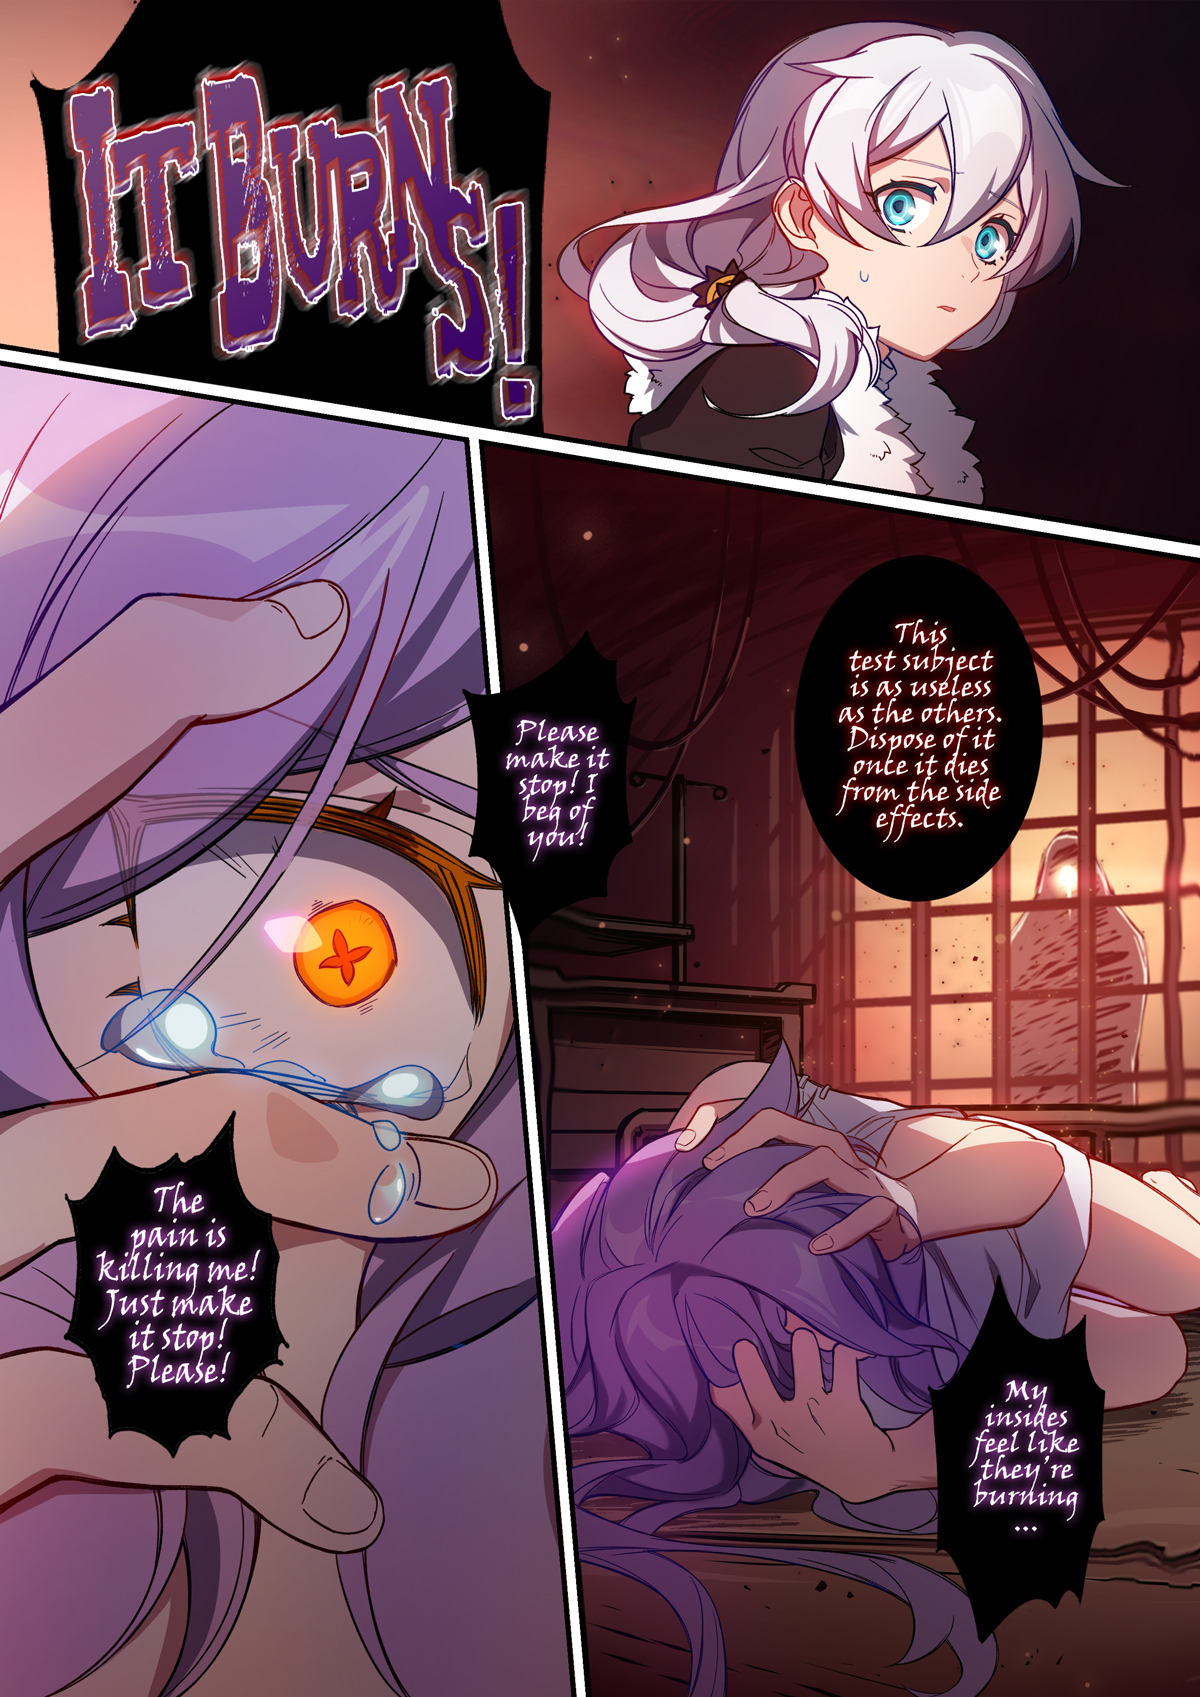 IT BURNS!
This
test subject
is as useless
as the others.
Dispose of it
once it dies
from the side
effects.
Please
make it
stop! I
beg of
you!
The
pain is
killing me!
Just make
it stop!
Please!
My
insides
feel like
they're
burning
...